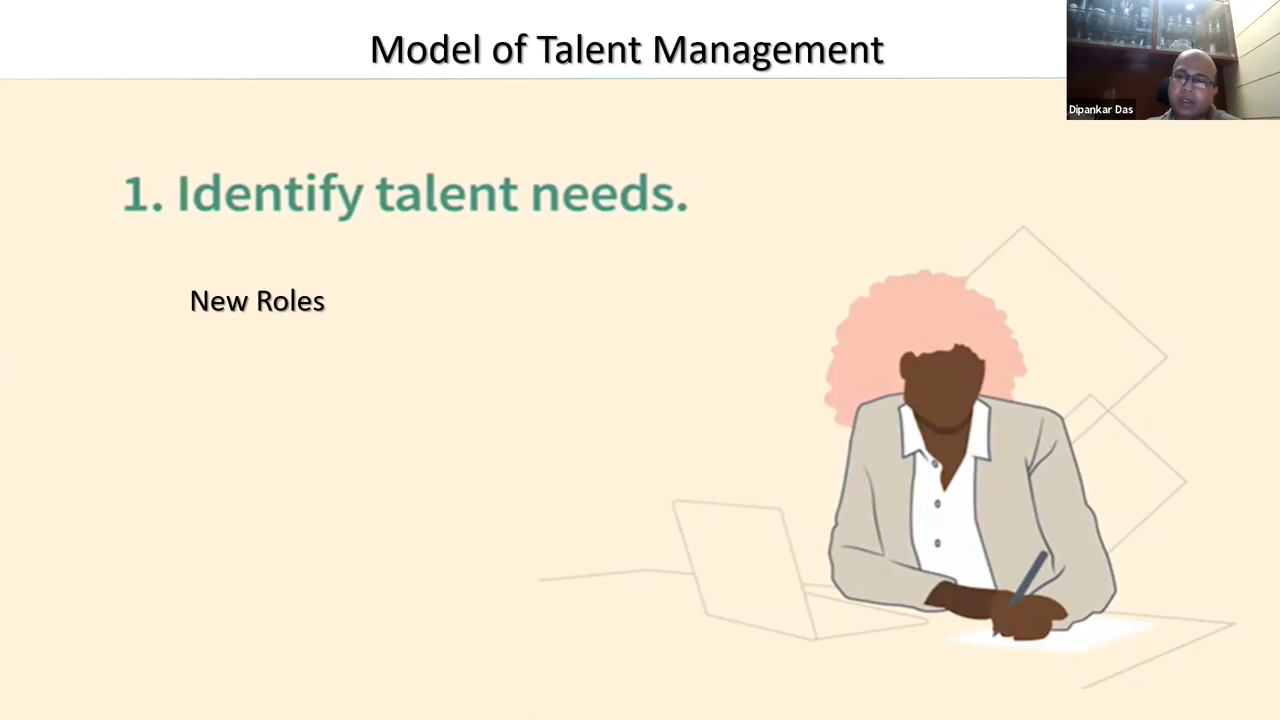 Model of Talent Management
Dipankar Das
1. Identify talent needs.
New Roles